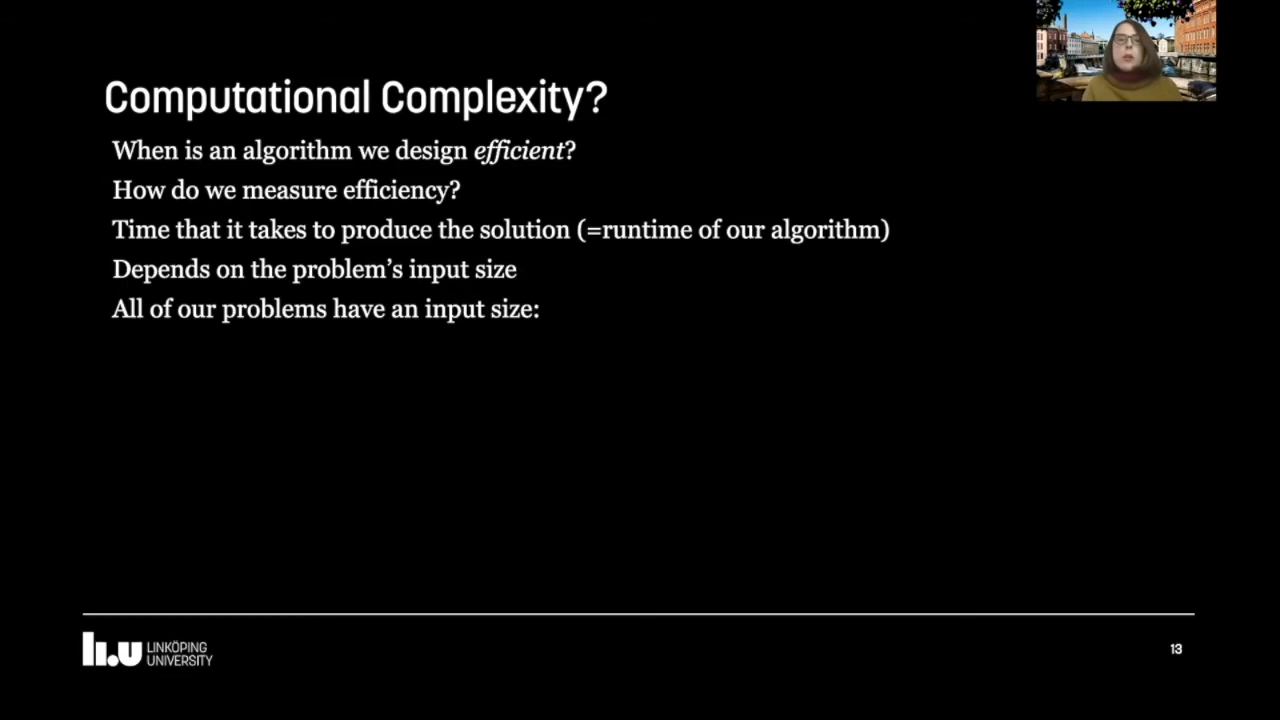 Computational Complexity?
When is an algorithm we design efficient?
How do we measure efficiency?
Time that it takes to produce the solution (=runtime of our algorithm)
Depends on the problem’s input size
All of our problems have an input size:
li.u LINKÖPING
UNIVERSITY
13